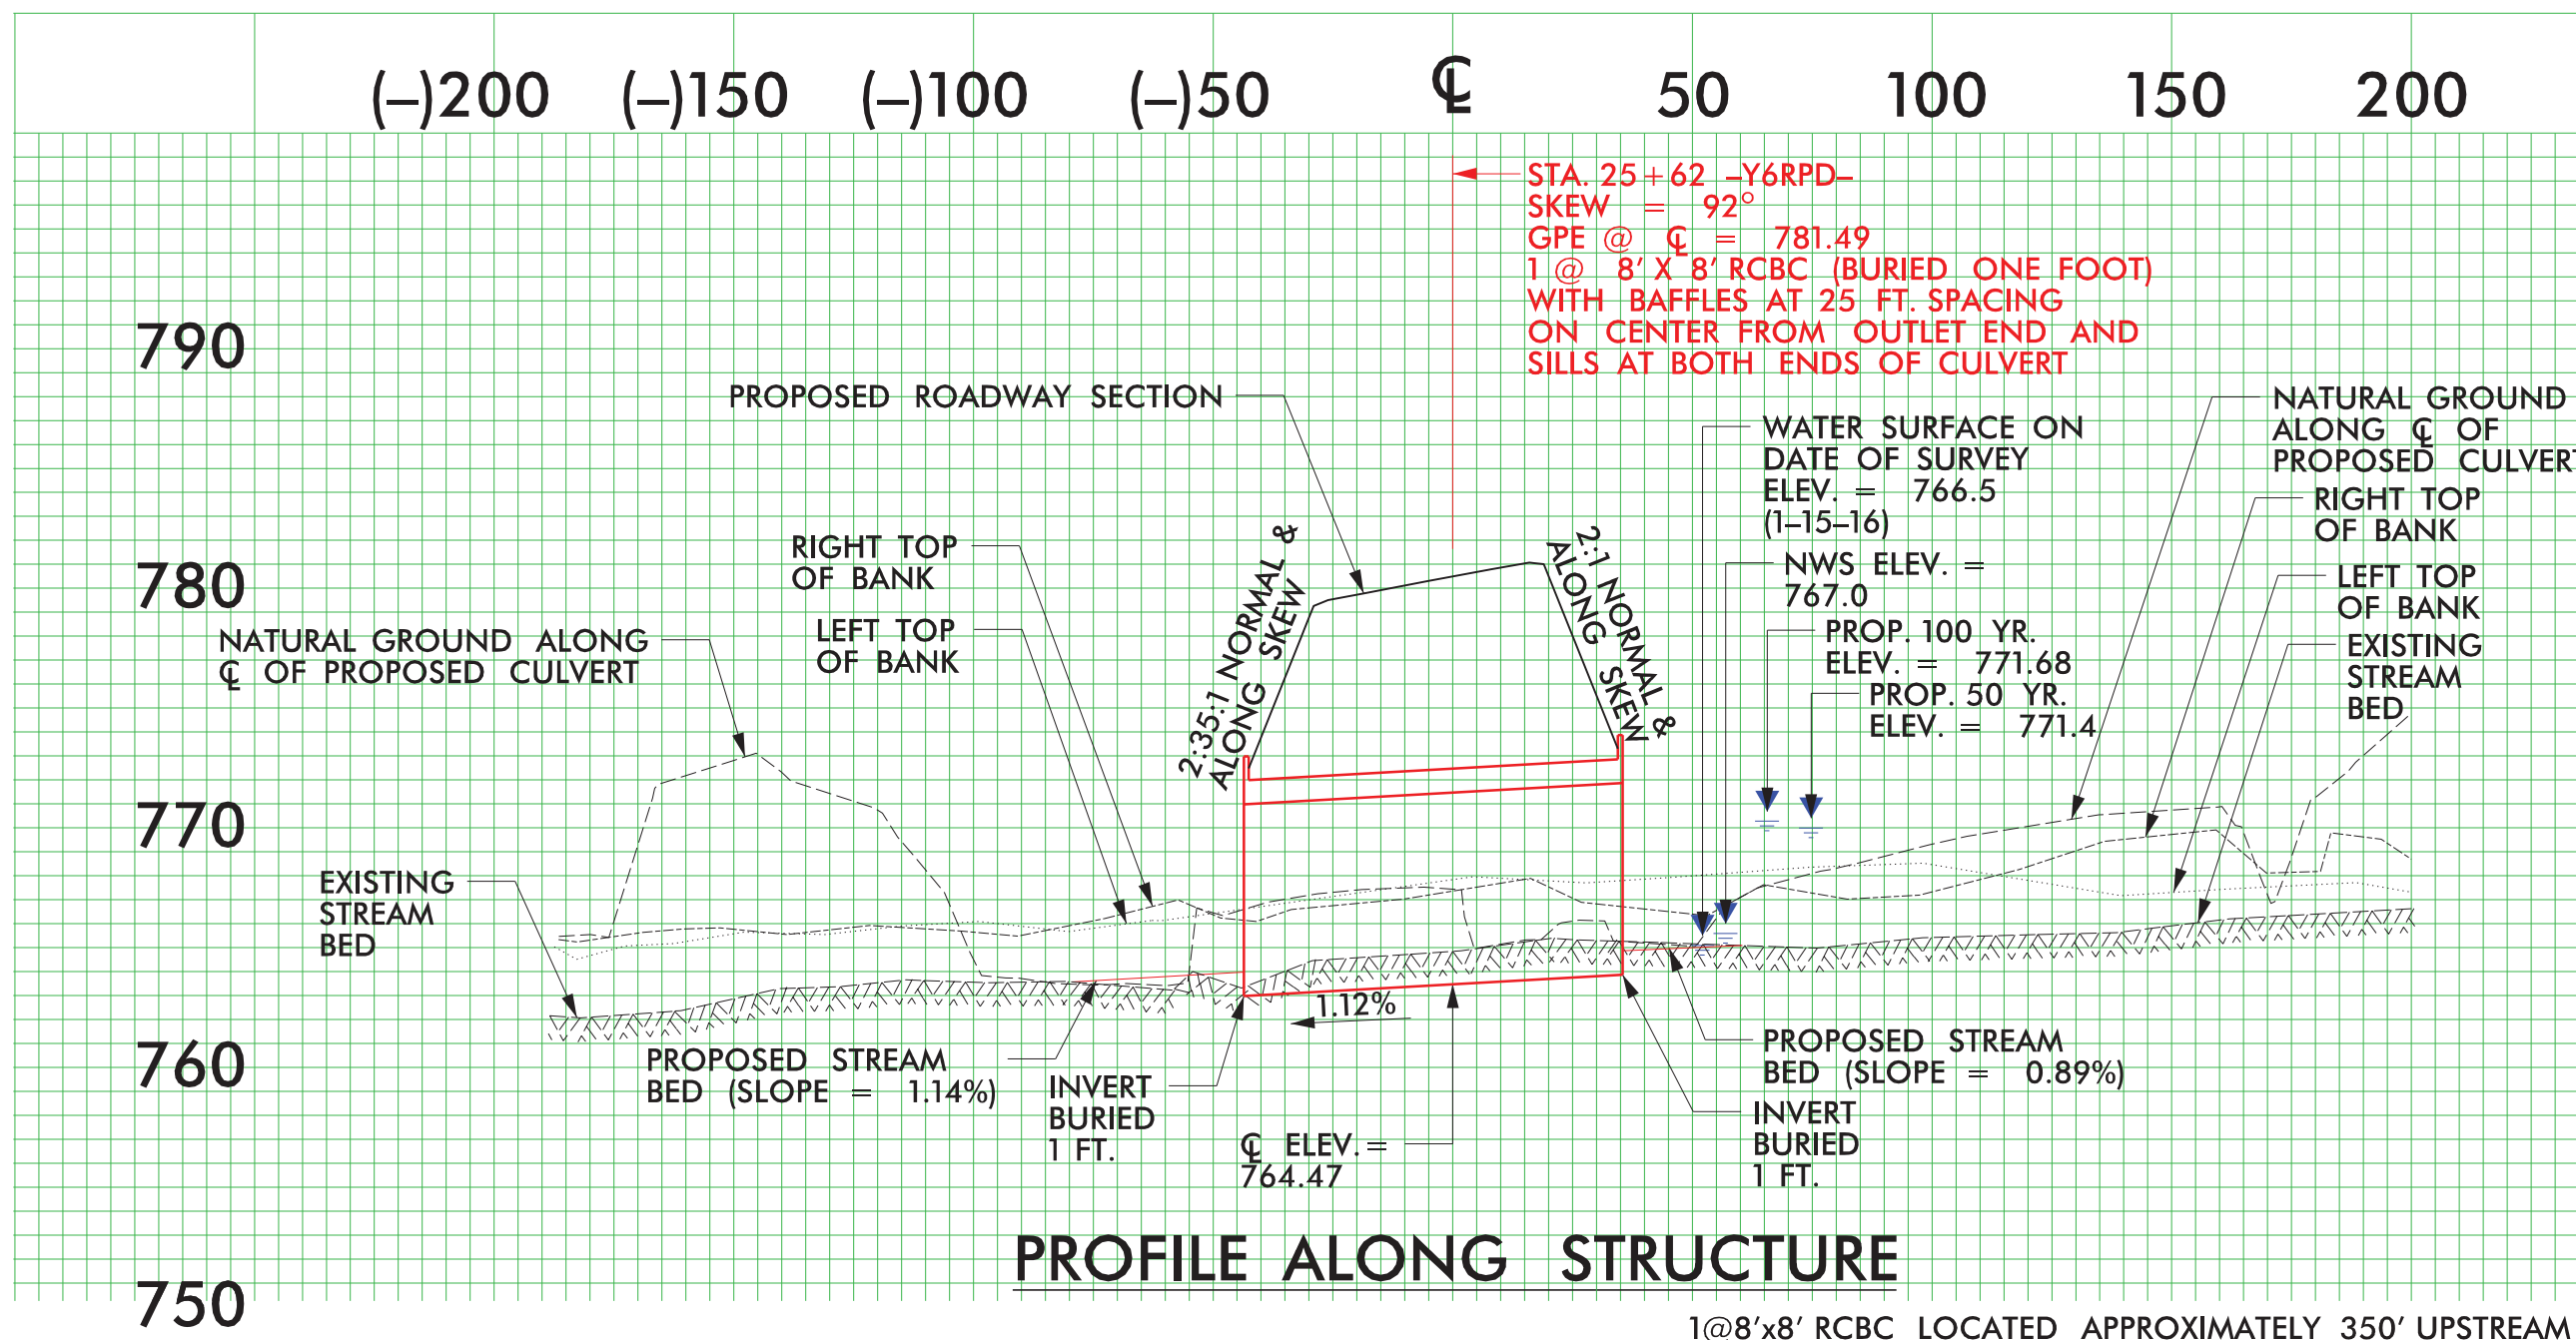 (–)200 (–)150 (–)100 (–)50 ℄ 50 100 150 200
STA. 25+62 –Y6RPD–
SKEW = 92°
GPE @ ℄ = 781.49
1 @ 8' X 8' RCBC (BURIED ONE FOOT)
WITH BAFFLES AT 25 FT. SPACING
ON CENTER FROM OUTLET END AND
SILLS AT BOTH ENDS OF CULVERT
790
780
770
760
750
PROPOSED ROADWAY SECTION
RIGHT TOP
OF BANK
LEFT TOP
OF BANK
NATURAL GROUND ALONG
℄ OF PROPOSED CULVERT
EXISTING
STREAM
BED
2:35:1 NORMAL &
ALONG SKEW
2:1 NORMAL &
ALONG SKEW
WATER SURFACE ON
DATE OF SURVEY
ELEV. = 766.5
(1–15–16)
NWS ELEV. =
767.0
PROP. 100 YR.
ELEV. = 771.68
PROP. 50 YR.
ELEV. = 771.4
NATURAL GROUND
ALONG ℄ OF
PROPOSED CULVERT
RIGHT TOP
OF BANK
LEFT TOP
OF BANK
EXISTING
STREAM
BED
1.12%
PROPOSED STREAM
BED (SLOPE = 1.14%)
INVERT
BURIED
1 FT.
℄ ELEV. =
764.47
PROPOSED STREAM
BED (SLOPE = 0.89%)
INVERT
BURIED
1 FT.
PROFILE ALONG STRUCTURE
1@8'x8' RCBC LOCATED APPROXIMATELY 350' UPSTREAM